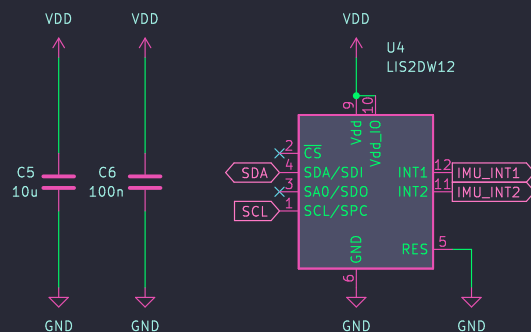 VDD
VDD
VDD
U4
LIS2DW12
9
10
Vdd
Vdd_IO
2
CS
4
SDA/SDI
SDA
3
SA0/SDO
1
SCL/SPC
SCL
INT1
12
IMU_INT1
INT2
11
IMU_INT2
C5
10u
C6
100n
GND
6
RES
5
GND
GND
GND
GND